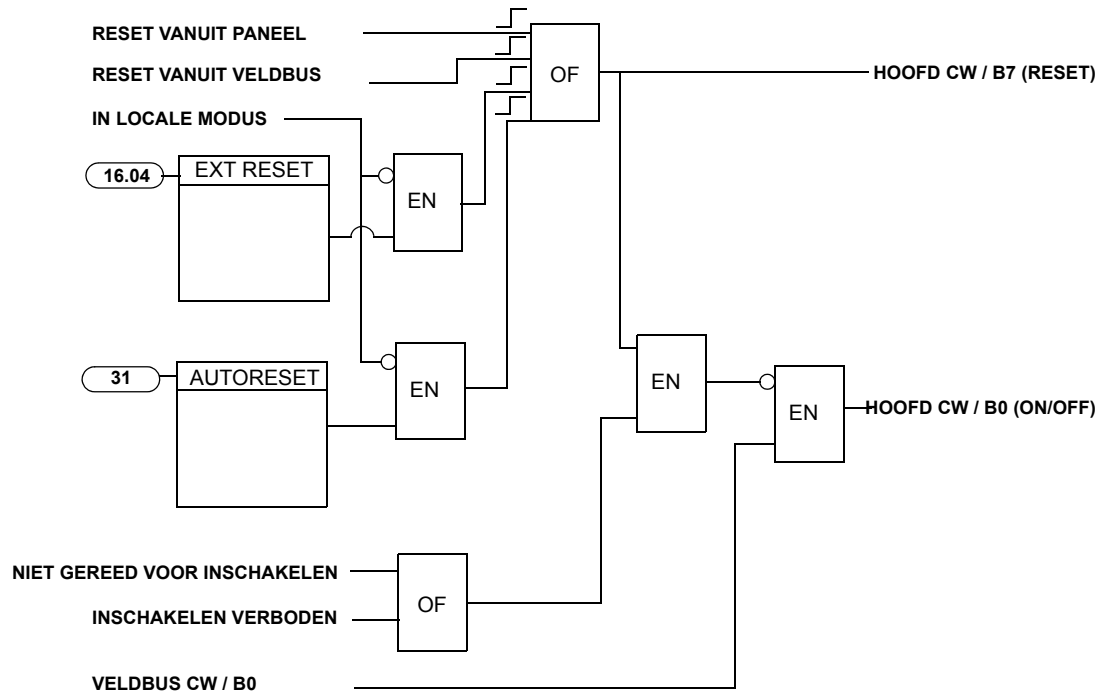 RESET VANUIT PANEEL
RESET VANUIT VELDBUS
OF
HOOFD CW / B7 (RESET)
IN LOCALE MODUS
16.04
EXT RESET
EN
31
AUTORESET
EN
EN
EN
HOOFD CW / B0 (ON/OFF)
NIET GEREED VOOR INSCHAKELEN
OF
INSCHAKELEN VERBODEN
VELDBUS CW / B0